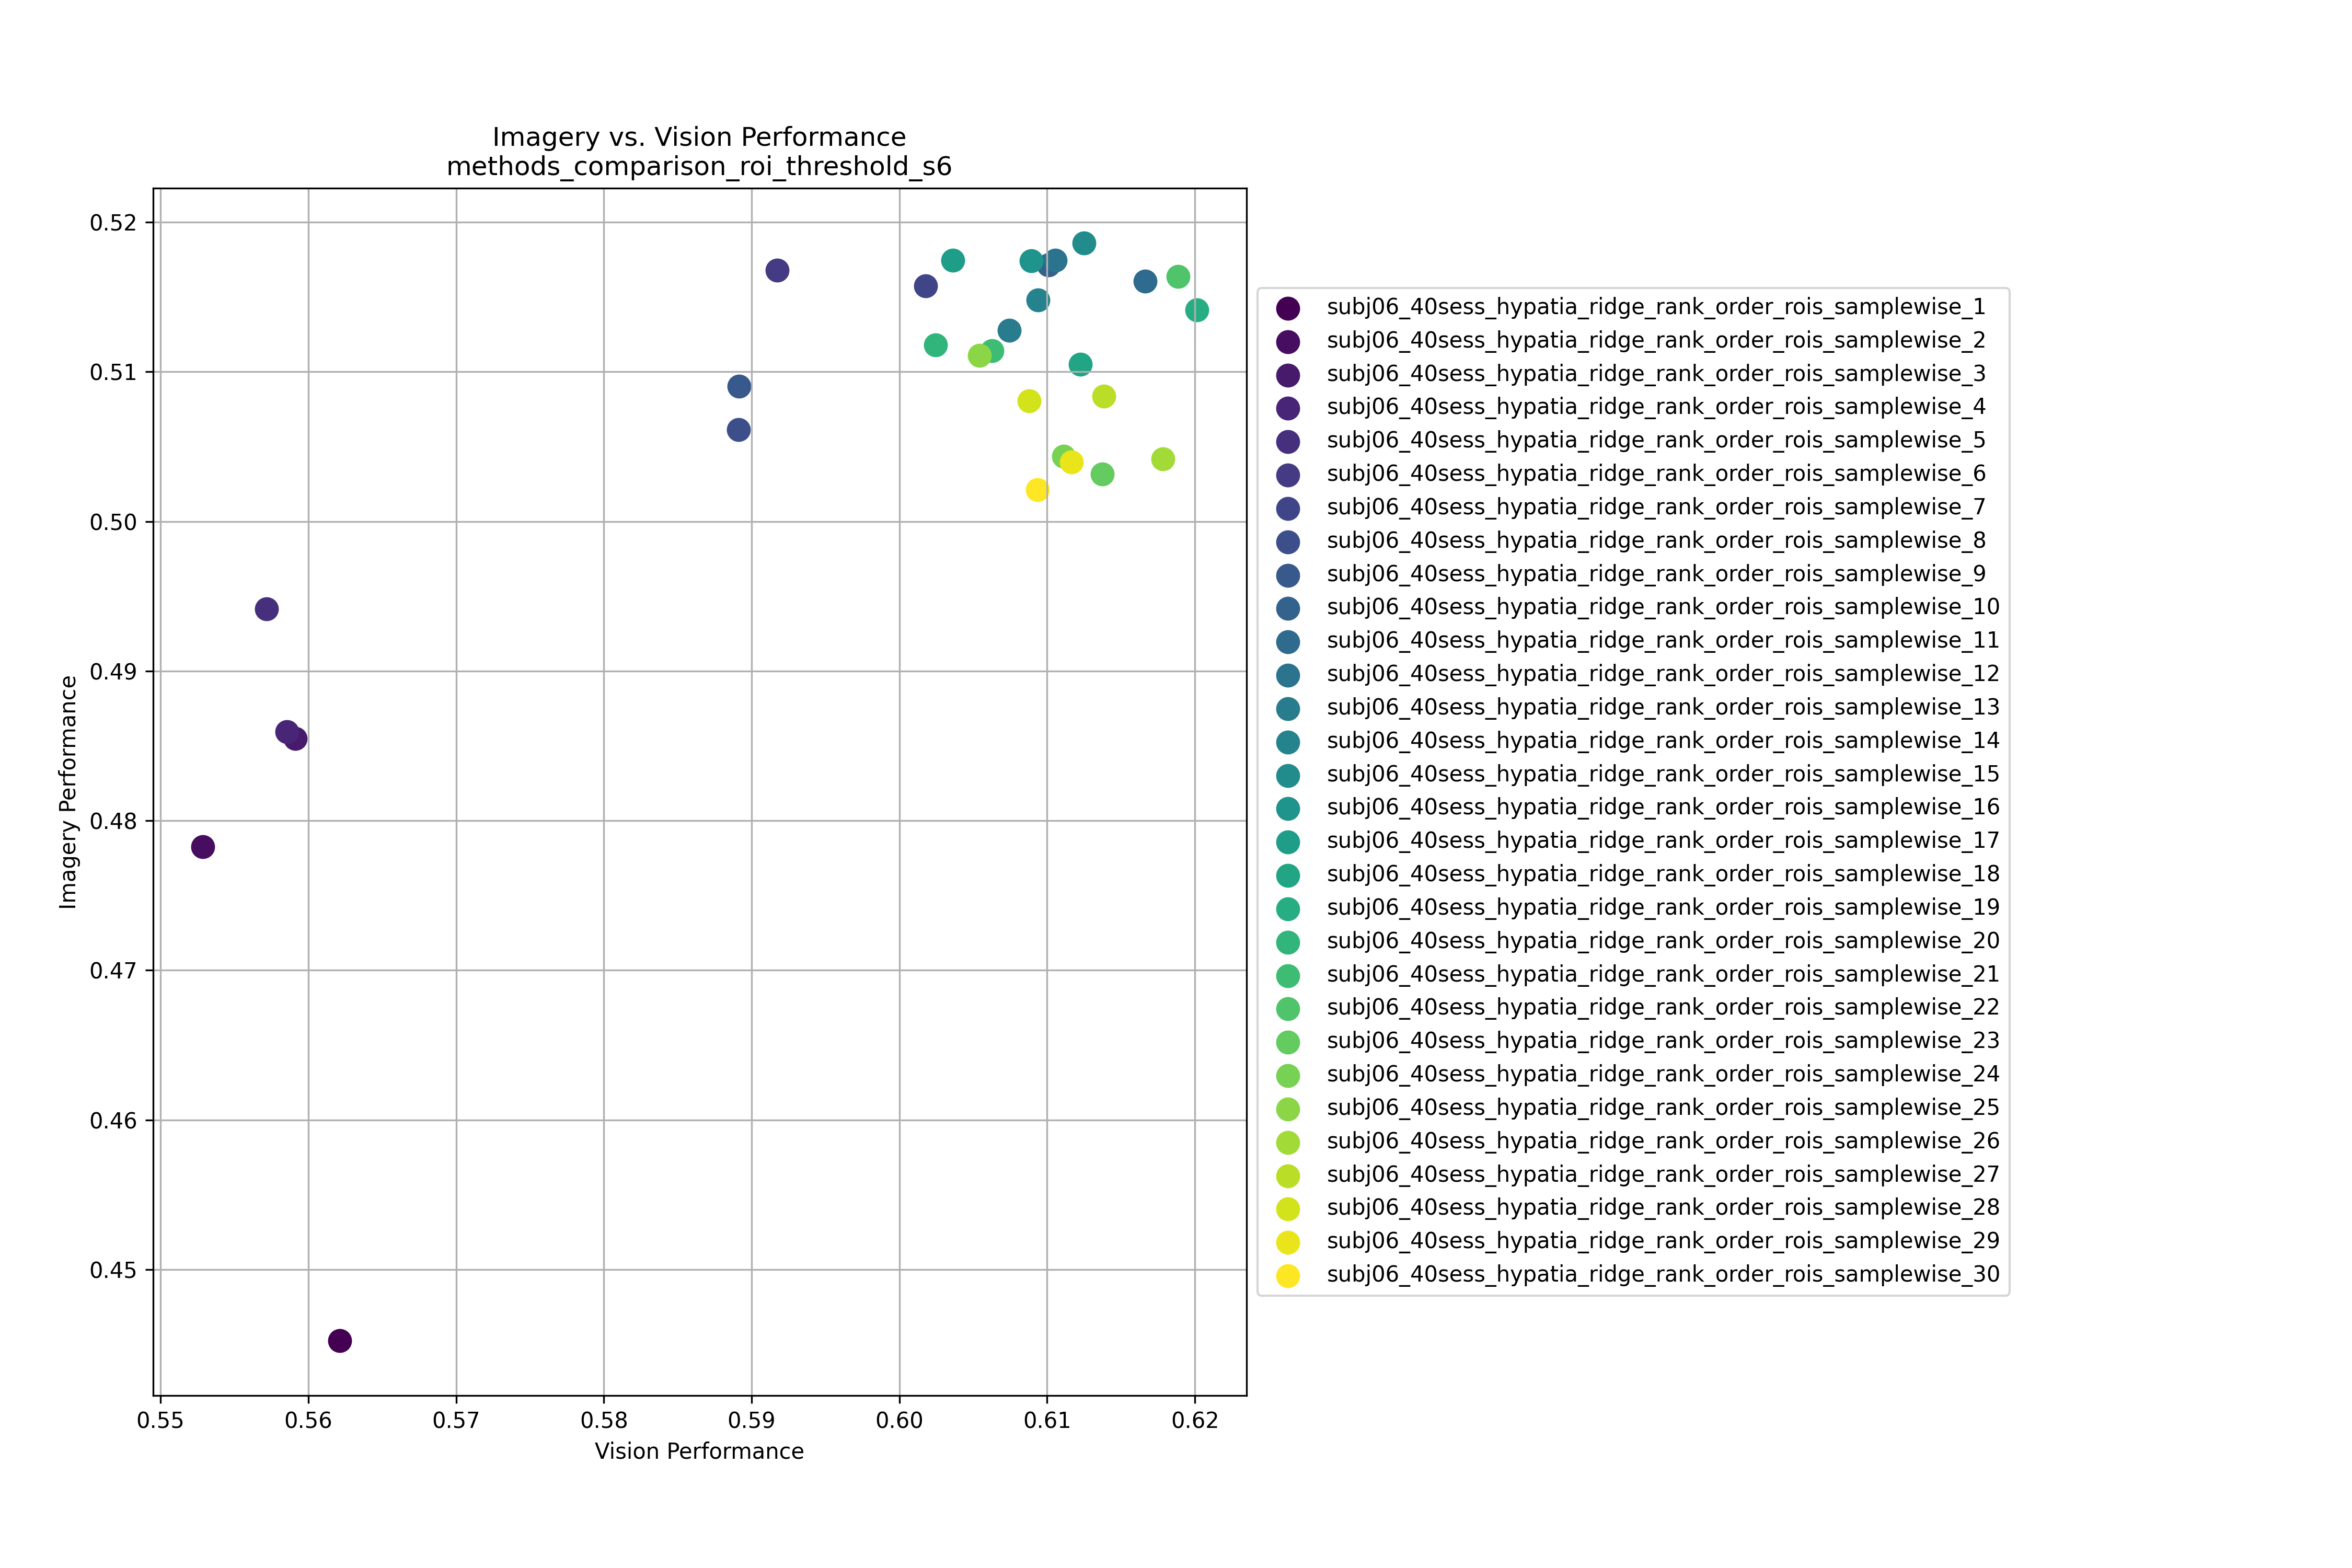 Imagery vs. Vision Performance
methods_comparison_roi_threshold_s6
0.52
0.51
0.50
0.49
0.48
0.47
0.46
0.45
Imagery Performance
0.55 0.56 0.57 0.58 0.59 0.60 0.61 0.62
Vision Performance
subj06_40sess_hypatia_ridge_rank_order_rois_samplewise_1
subj06_40sess_hypatia_ridge_rank_order_rois_samplewise_2
subj06_40sess_hypatia_ridge_rank_order_rois_samplewise_3
subj06_40sess_hypatia_ridge_rank_order_rois_samplewise_4
subj06_40sess_hypatia_ridge_rank_order_rois_samplewise_5
subj06_40sess_hypatia_ridge_rank_order_rois_samplewise_6
subj06_40sess_hypatia_ridge_rank_order_rois_samplewise_7
subj06_40sess_hypatia_ridge_rank_order_rois_samplewise_8
subj06_40sess_hypatia_ridge_rank_order_rois_samplewise_9
subj06_40sess_hypatia_ridge_rank_order_rois_samplewise_10
subj06_40sess_hypatia_ridge_rank_order_rois_samplewise_11
subj06_40sess_hypatia_ridge_rank_order_rois_samplewise_12
subj06_40sess_hypatia_ridge_rank_order_rois_samplewise_13
subj06_40sess_hypatia_ridge_rank_order_rois_samplewise_14
subj06_40sess_hypatia_ridge_rank_order_rois_samplewise_15
subj06_40sess_hypatia_ridge_rank_order_rois_samplewise_16
subj06_40sess_hypatia_ridge_rank_order_rois_samplewise_17
subj06_40sess_hypatia_ridge_rank_order_rois_samplewise_18
subj06_40sess_hypatia_ridge_rank_order_rois_samplewise_19
subj06_40sess_hypatia_ridge_rank_order_rois_samplewise_20
subj06_40sess_hypatia_ridge_rank_order_rois_samplewise_21
subj06_40sess_hypatia_ridge_rank_order_rois_samplewise_22
subj06_40sess_hypatia_ridge_rank_order_rois_samplewise_23
subj06_40sess_hypatia_ridge_rank_order_rois_samplewise_24
subj06_40sess_hypatia_ridge_rank_order_rois_samplewise_25
subj06_40sess_hypatia_ridge_rank_order_rois_samplewise_26
subj06_40sess_hypatia_ridge_rank_order_rois_samplewise_27
subj06_40sess_hypatia_ridge_rank_order_rois_samplewise_28
subj06_40sess_hypatia_ridge_rank_order_rois_samplewise_29
subj06_40sess_hypatia_ridge_rank_order_rois_samplewise_30